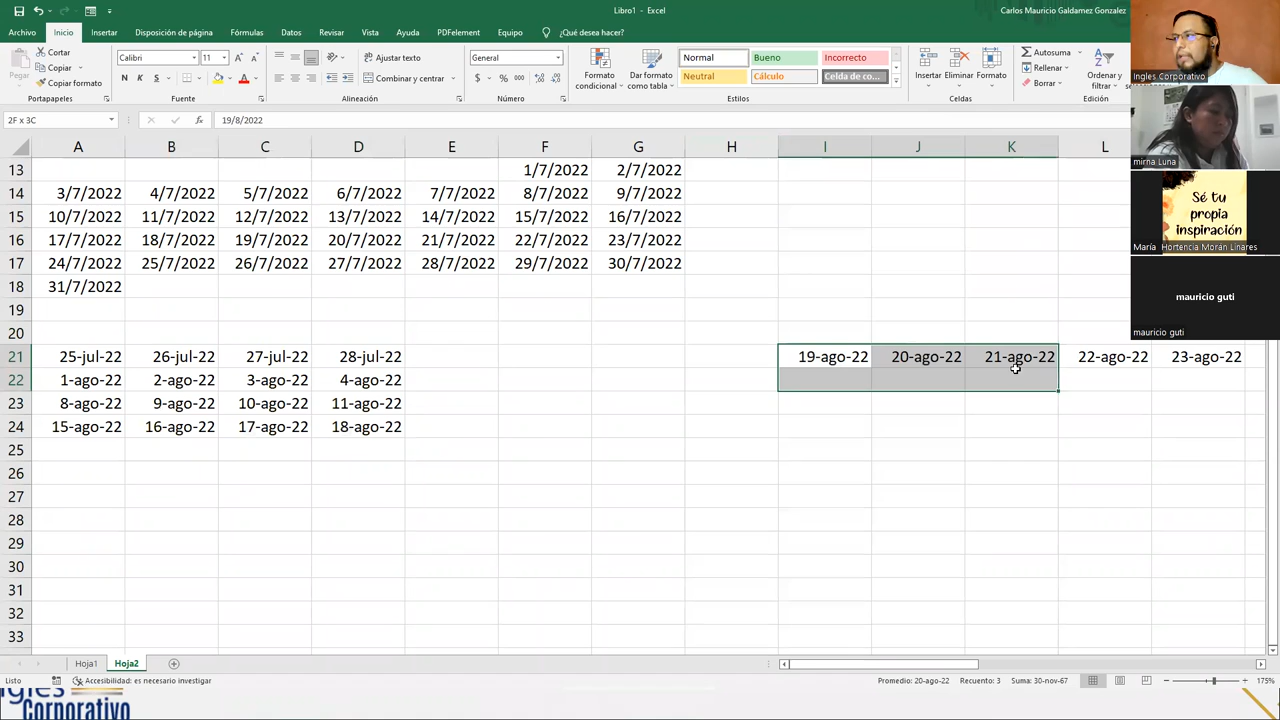 Libro1 - Excel
Carlos Mauricio Galdamez Gonzalez
Archivo Inicio Insertar Disposición de página Fórmulas Datos Revisar Vista Ayuda PDFelement Equipo ¿Qué desea hacer?
Pegar
Cortar
Copiar
Copiar formato
Portapapeles
Calibri 11
N K S
Fuente
Ajustar texto
Combinar y centrar
Alineación
General
$ % 000
Número
Formato condicional
Dar formato como tabla
Normal Bueno Incorrecto
Neutral Cálculo Celda de co...
Estilos
Insertar Eliminar Formato
Celdas
Autosuma
Rellenar
Borrar
Ordenar y filtrar
Edición
2F x 3C
fx 19/8/2022
A B C D E F G H I J K L
13 1/7/2022 2/7/2022
14 3/7/2022 4/7/2022 5/7/2022 6/7/2022 7/7/2022 8/7/2022 9/7/2022
15 10/7/2022 11/7/2022 12/7/2022 13/7/2022 14/7/2022 15/7/2022 16/7/2022
16 17/7/2022 18/7/2022 19/7/2022 20/7/2022 21/7/2022 22/7/2022 23/7/2022
17 24/7/2022 25/7/2022 26/7/2022 27/7/2022 28/7/2022 29/7/2022 30/7/2022
18 31/7/2022
19
20
21 25-jul-22 26-jul-22 27-jul-22 28-jul-22 19-ago-22 20-ago-22 21-ago-22 22-ago-22 23-ago-22
22 1-ago-22 2-ago-22 3-ago-22 4-ago-22
23 8-ago-22 9-ago-22 10-ago-22 11-ago-22
24 15-ago-22 16-ago-22 17-ago-22 18-ago-22
25
26
27
28
29
30
31
32
33
Hoja1 Hoja2
Listo
Accesibilidad: es necesario investigar
Promedio: 20-ago-22 Recuento: 3 Suma: 30-nov-67
175%
Ingles Corporativo
mirna Luna
Sé tu
propia
inspiración
María Hortencia Morán Linares
mauricio guti
mauricio guti
Ingles
Corporativo